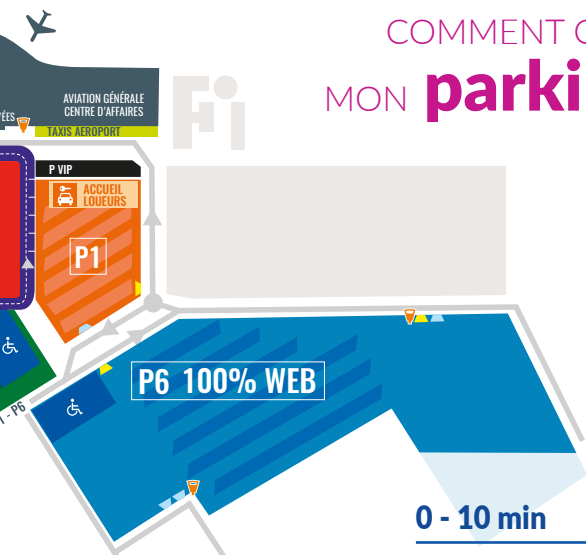 COMMENT
MON parki
AVIATION GÉNÉRALE
CENTRE D'AFFAIRES
TAXIS AEROPORT
P VIP
ACCUEIL
LOUEURS
P1
P6 100% WEB
- P6
0 - 10 min